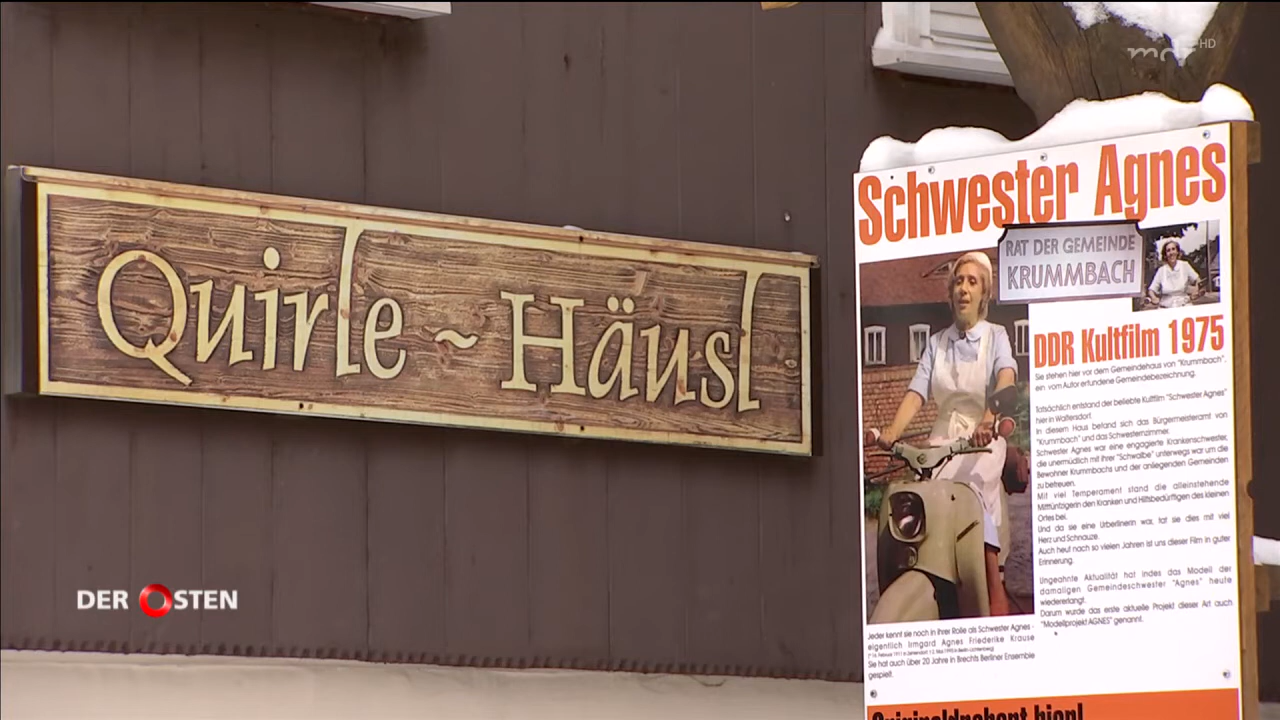 mdr HD
Quirle~Häusl
Schwester Agnes
RAT DER GEMEINDE
KRUMMBACH
DDR Kultfilm 1975
Sie stehen hier vor dem Gemeindehaus von "Krummbach",
ein vom Autor erfundene Gemeindebezeichnung.
Tatsächlich entstand der beliebte Kultfilm "Schwester Agnes"
hier in Waltersdorf
In diesem Haus befand sich das Bürgermeisteramt von
"Krummbach" und das Schwesternzimmer.
Schwester Agnes war eine engagierte Krankenschwester,
die unermüdlich mit ihrer "Schwalbe" unterwegs war um die
Bewohner Krummbachs und der anliegenden Gemeinden
zu betreuen.
Mit viel Temperament stand die alleinstehende
Mittfünfzigerin den Kranken und Hilfsbedürftigen des kleinen
Ortes bei.
Und da sie eine Urberlinerin war, tat sie dies mit viel
Herz und Schnauze.
Auch heut nach so vielen Jahren ist uns dieser Film in guter
Erinnerung.
Ungeahnte Aktualität hat indes das Modell der
damaligen Gemeindeschwester "Agnes" heute
wiedererlangt.
Darum wurde das erste aktuelle Projekt dieser Art auch
"Modellprojekt AGNES" genannt.
Jeder kennt sie noch in ihrer Rolle als Schwester Agnes -
eigentlich Irmgard Agnes Friederike Krause
Sie hat auch über 20 Jahre in Brechts Berliner Ensemble
gespielt.
DER OSTEN